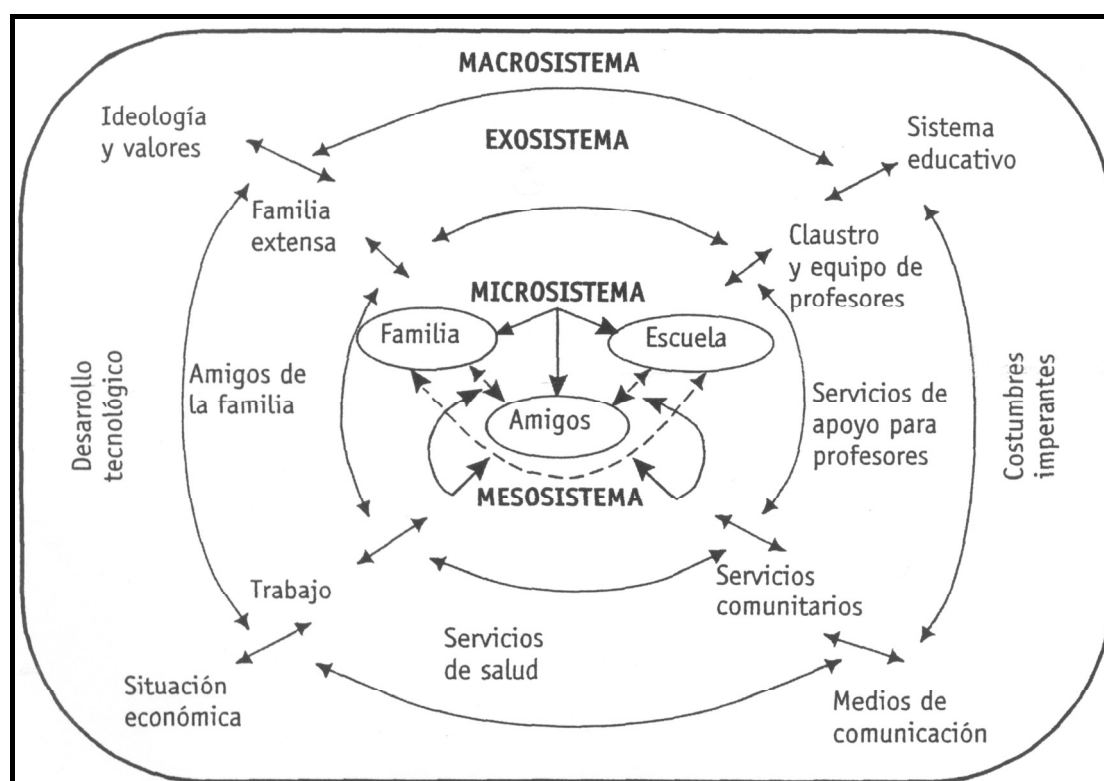 MACROSISTEMA
Ideología
y valores
EXOSISTEMA
Sistema
educativo
Familia
extensa
Claustro
y equipo de
profesores
MICROSISTEMA
Familia
Escuela
Amigos
Desarrollo
tecnológico
Amigos de
la familia
Servicios de
apoyo para
profesores
Costumbres
imperantes
MESOSISTEMA
Trabajo
Servicios
comunitarios
Servicios
de salud
Situación
económica
Medios de
comunicación